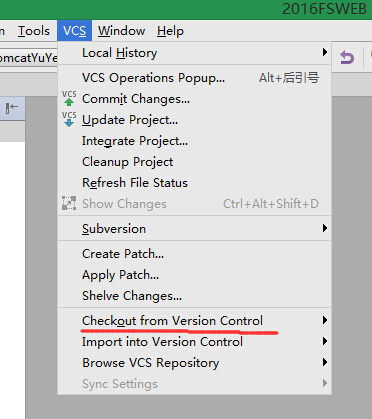 2016FSWEB
Tools VCS Window Help
omcatYuYe
Local History
VCS Operations Popup... Alt+后引号
VCS Commit Changes...
VCS Update Project...
Integrate Project...
Cleanup Project
Refresh File Status
Show Changes Ctrl+Alt+Shift+D
Subversion
Create Patch...
Apply Patch...
Shelve Changes...
Checkout from Version Control
Import into Version Control
Browse VCS Repository
Sync Settings